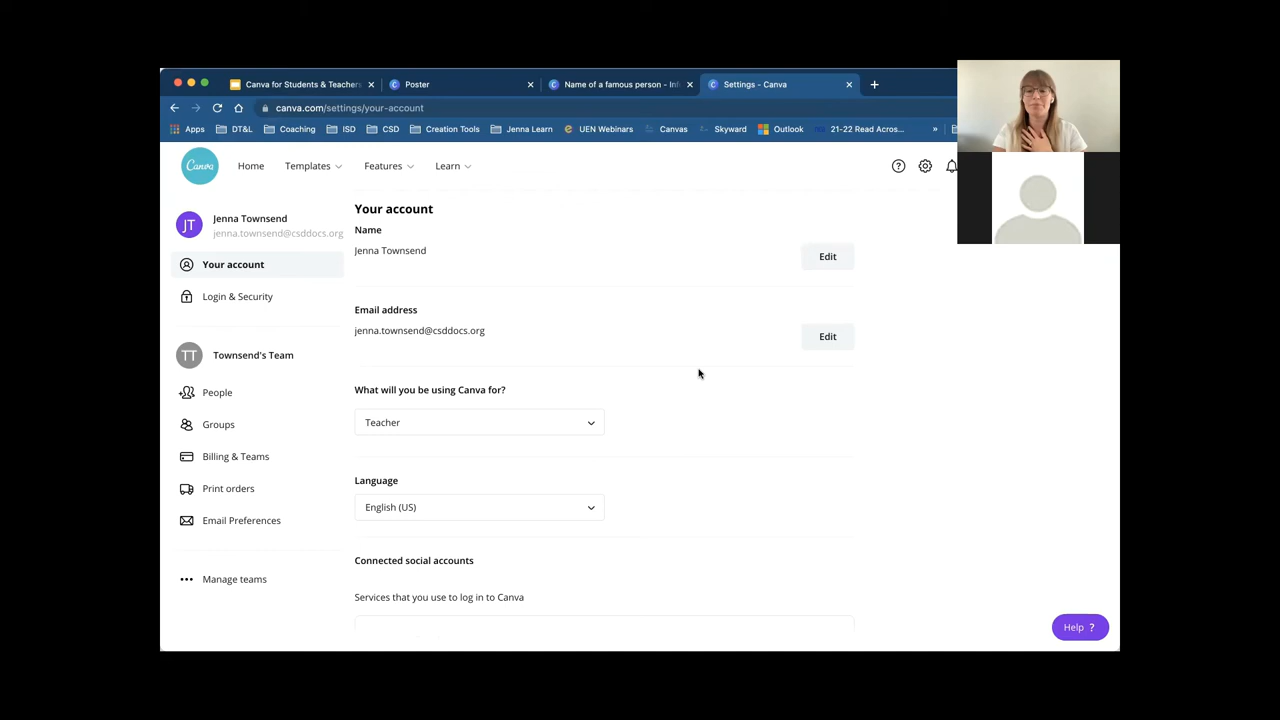 Canva for Students & Teachers
Poster
Name of a famous person - Inf
Settings - Canva
canva.com/settings/your-account
Apps
DT&L
Coaching
ISD
CSD
Creation Tools
Jenna Learn
UEN Webinars
Canvas
Skyward
Outlook
21-22 Read Acros...
Canva
Home
Templates
Features
Learn
JT
Jenna Townsend
jenna.townsend@csddocs.org
Your account
Login & Security
TT
Townsend's Team
People
Groups
Billing & Teams
Print orders
Email Preferences
Manage teams
Your account
Name
Jenna Townsend
Edit
Email address
jenna.townsend@csddocs.org
Edit
What will you be using Canva for?
Teacher
Language
English (US)
Connected social accounts
Services that you use to log in to Canva
Help ?